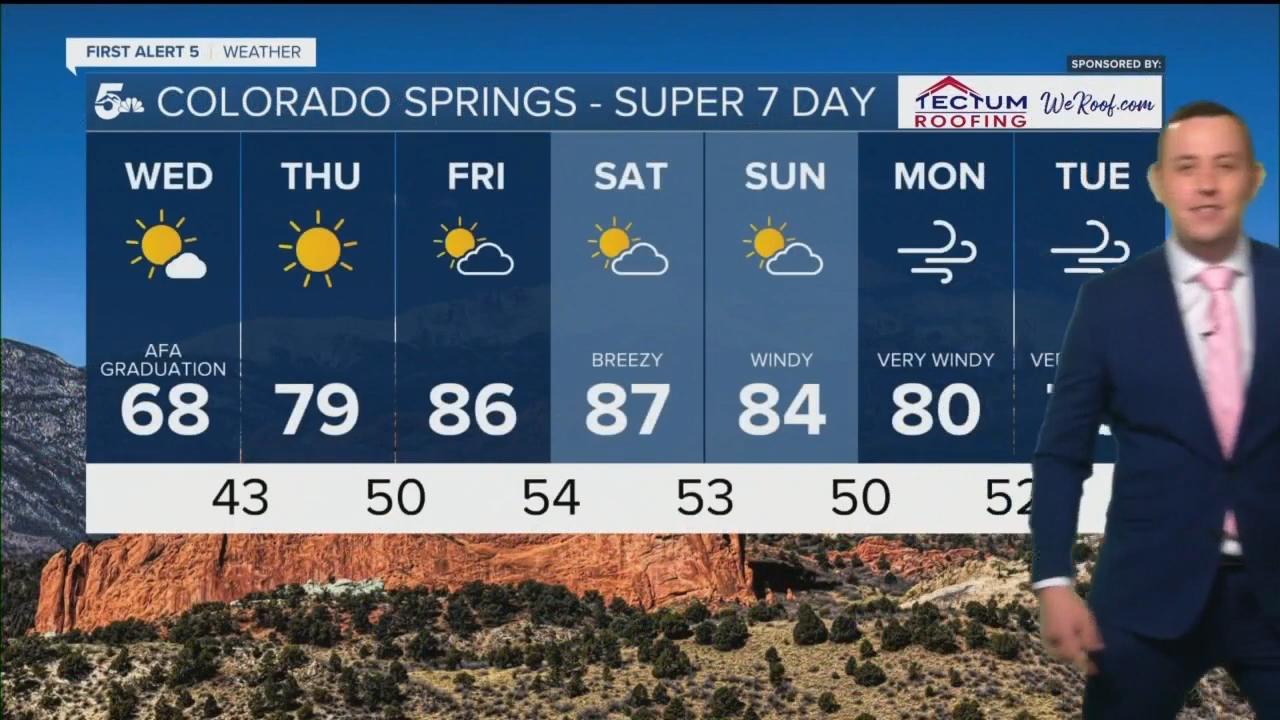 FIRST ALERT 5 | WEATHER
SPONSORED BY:
5 COLORADO SPRINGS - SUPER 7 DAY
TECTUM
ROOFING
WeRoof.com
WED THU FRI SAT SUN MON TUE
AFA
GRADUATION
BREEZY WINDY VERY WINDY
68 79 86 87 84 80
43 50 54 53 50 52